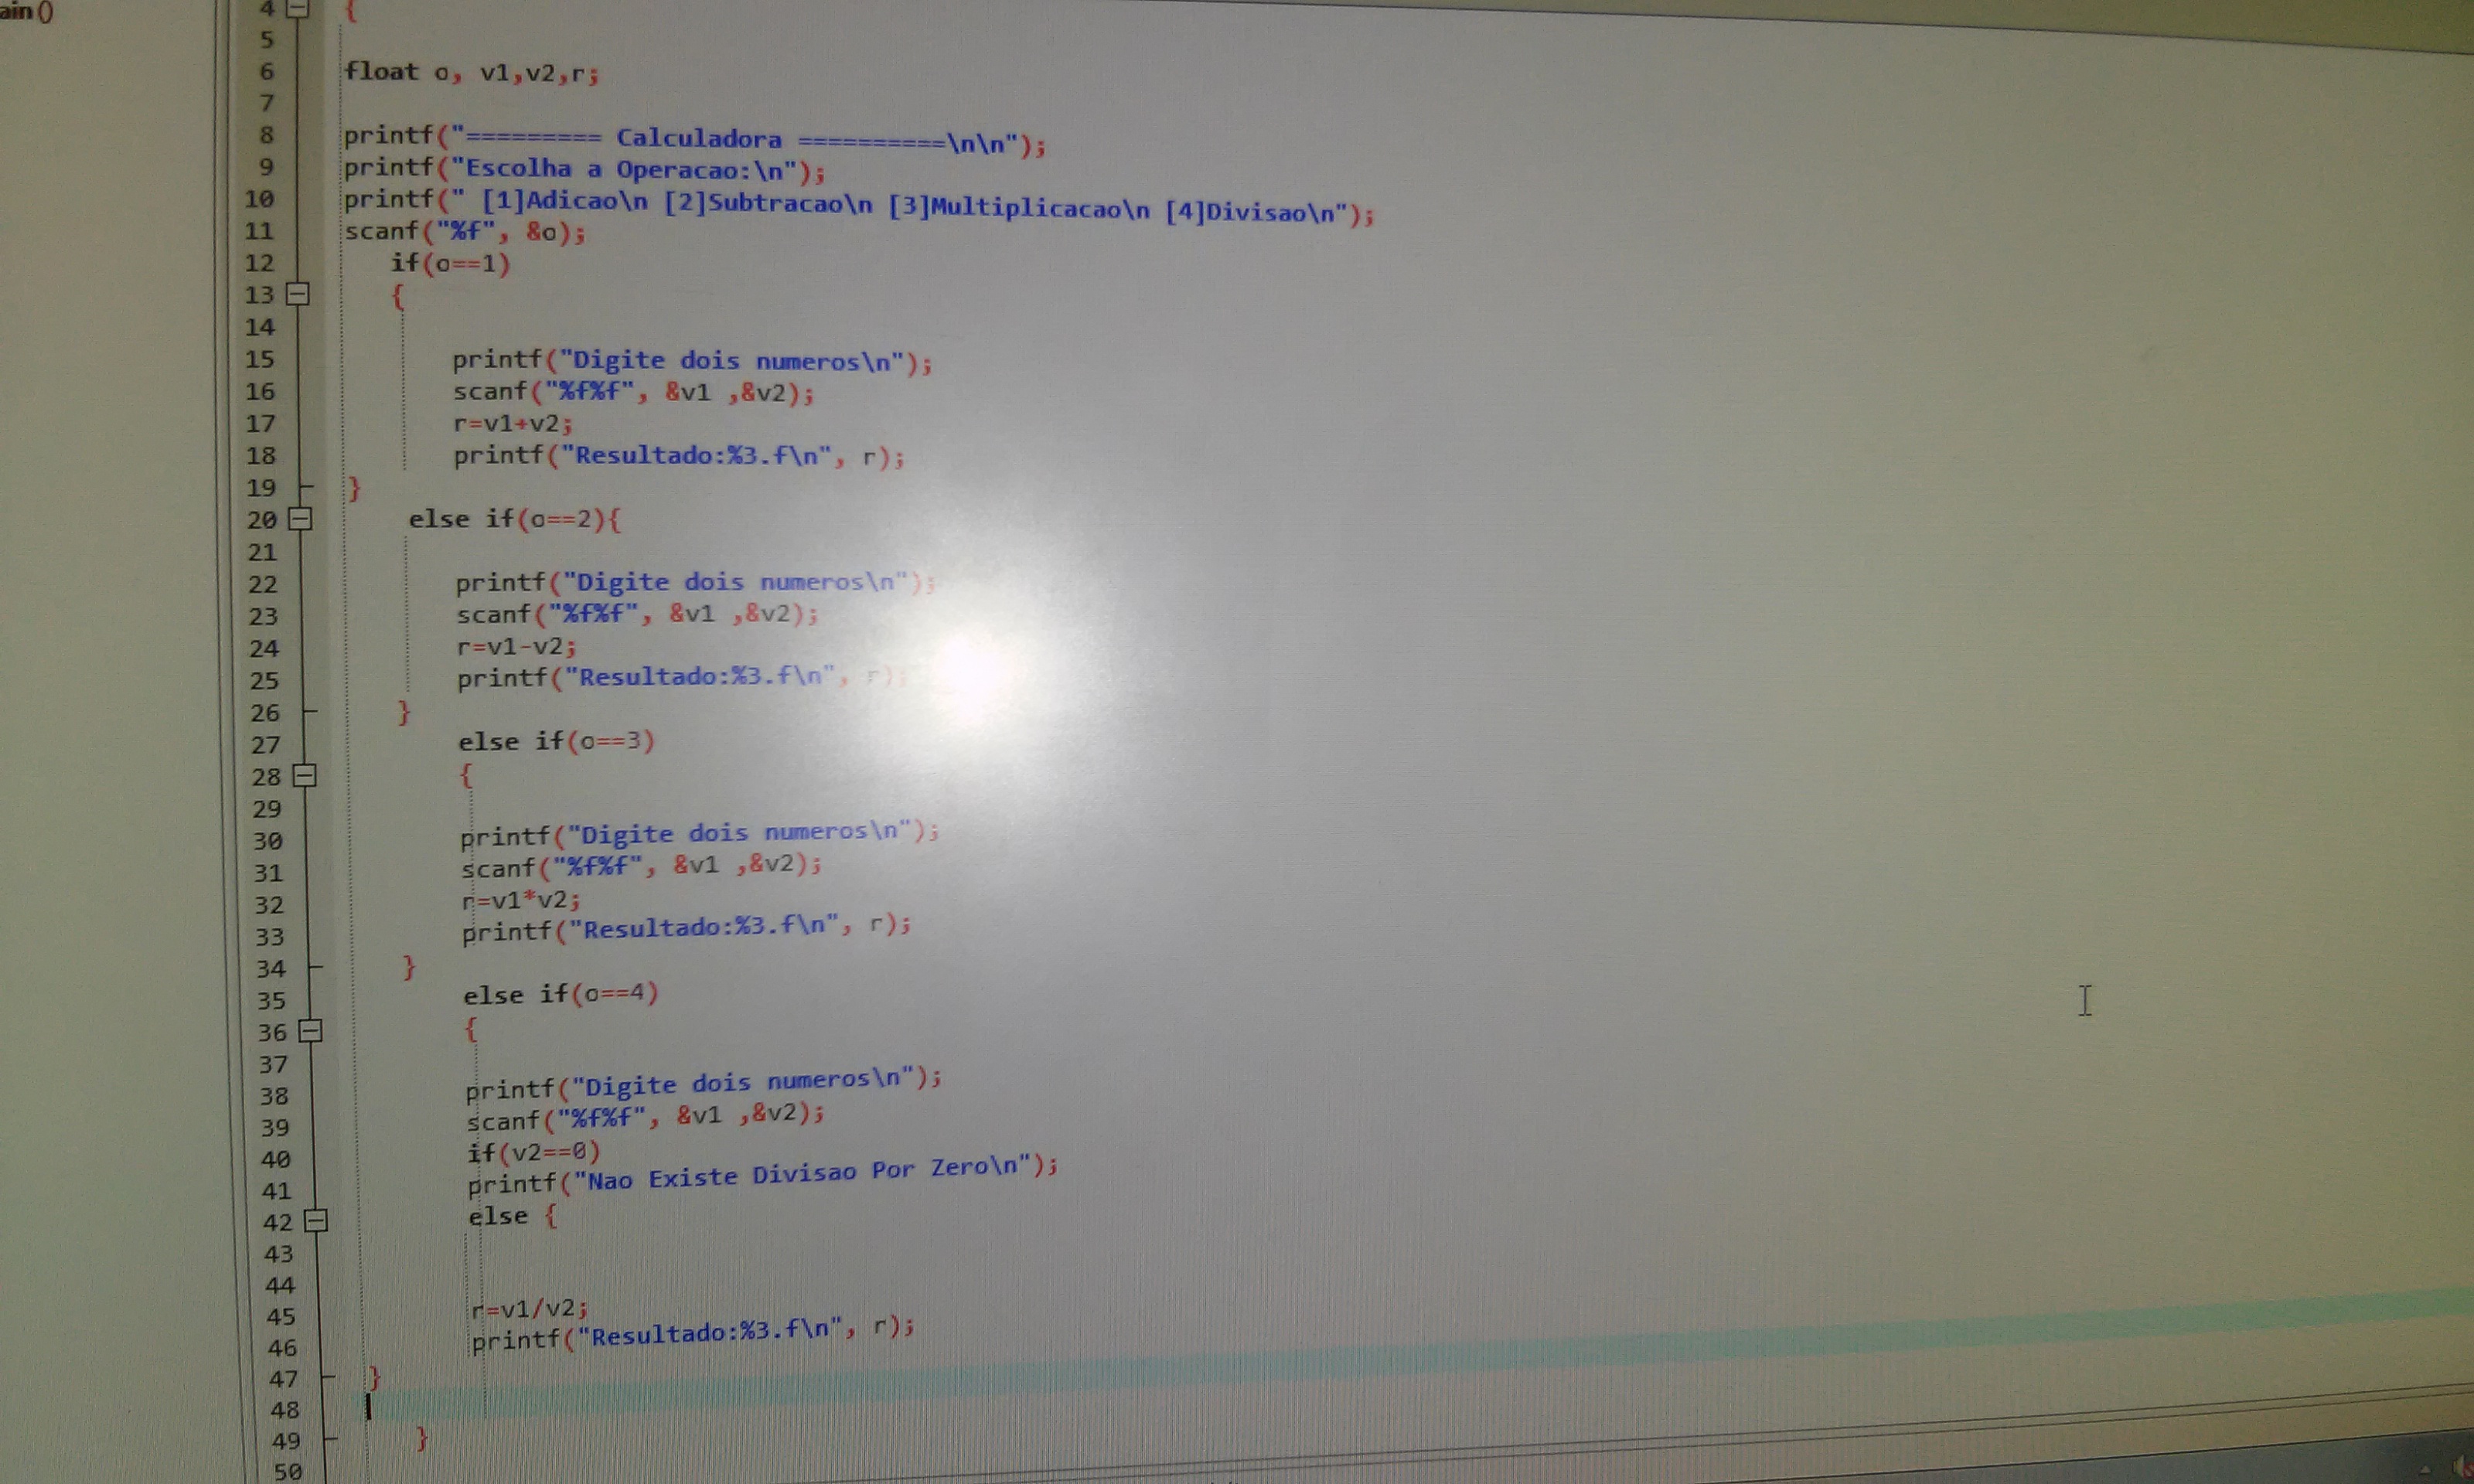 ain()
4 {
5
6 float o, v1,v2,r;
7
8 printf("========= Calculadora ==========\n\n");
9 printf("Escolha a Operacao:\n");
10 printf(" [1]Adicao\n [2]Subtracao\n [3]Multiplicacao\n [4]Divisao\n");
11 scanf("%f", &o);
12 if(o==1)
13 {
14
15 printf("Digite dois numeros\n");
16 scanf("%f%f", &v1 ,&v2);
17 r=v1+v2;
18 printf("Resultado:%3.f\n", r);
19 }
20 else if(o==2){
21
22 printf("Digite dois numeros\n");
23 scanf("%f%f", &v1 ,&v2);
24 r=v1-v2;
25 printf("Resultado:%3.f\n", r);
26 }
27 else if(o==3)
28 {
29
30 printf("Digite dois numeros\n");
31 scanf("%f%f", &v1 ,&v2);
32 r=v1*v2;
33 printf("Resultado:%3.f\n", r);
34 }
35 else if(o==4)
36 {
37
38 printf("Digite dois numeros\n");
39 scanf("%f%f", &v1 ,&v2);
40 if(v2==0)
41 printf("Nao Existe Divisao Por Zero\n");
42 else {
43
44
45 r=v1/v2;
46 printf("Resultado:%3.f\n", r);
47 }
48
49 }
50